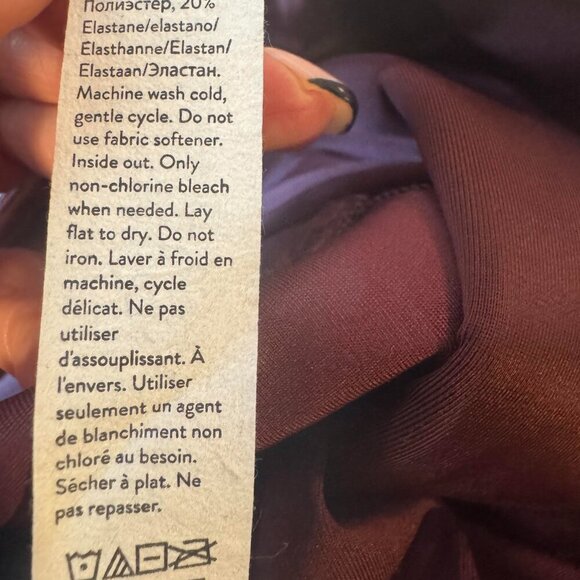 Полиэстер, 20%
Elastane/elastano/
Elasthanne/Elastan/
Elastaan/Эластан.
Machine wash cold,
gentle cycle. Do not
use fabric softener.
Inside out. Only
non-chlorine bleach
when needed. Lay
flat to dry. Do not
iron. Laver à froid en
machine, cycle
délicat. Ne pas
utiliser
d'assouplissant. À
l'envers. Utiliser
seulement un agent
de blanchiment non
chloré au besoin.
Sécher à plat. Ne
pas repasser.